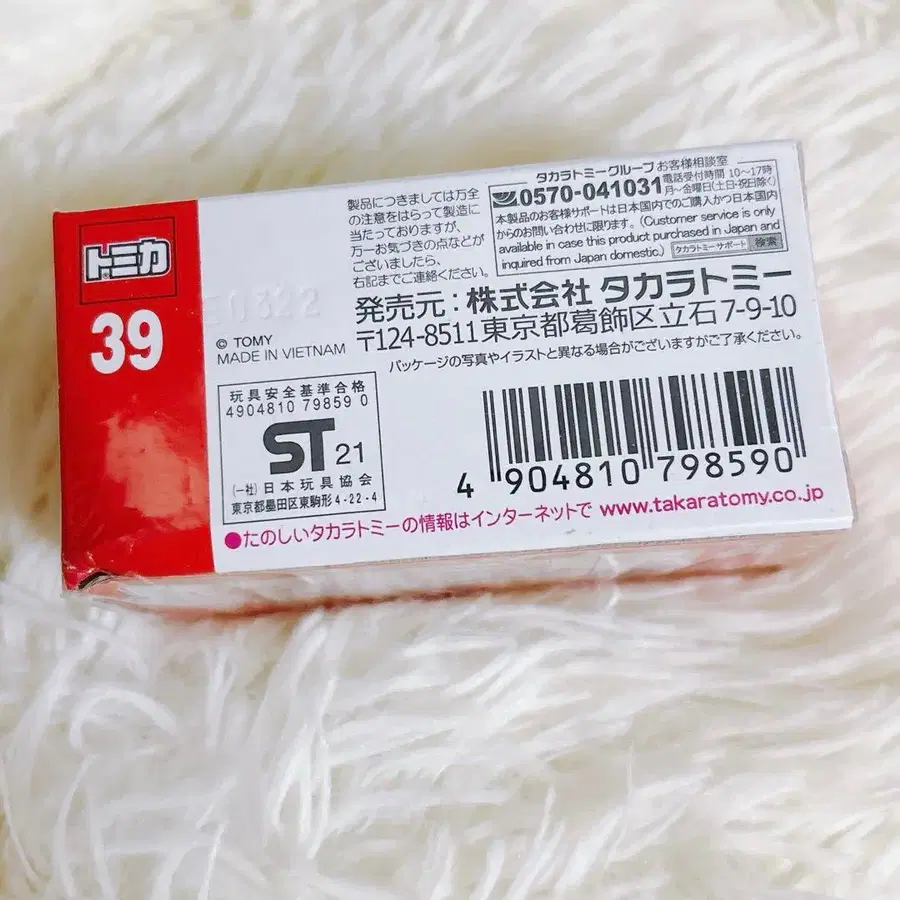 トミカ
39
E0322
© TOMY
MADE IN VIETNAM
製品につきましては万全
の注意をはらって製造に
当たっておりますが、
万一お気づきの点などが
ございましたら、
右記までご連絡ください。
タカラトミーグループ お客様相談室
0570-041031 電話受付時間 10〜17時
月〜金曜日(土・日・祝日除く)
本製品のお客様サポートは日本国内でのご購入かつ日本国内
からのお問い合わせに限ります。(Customer service is only
available in case this product purchased in Japan and
inquired from Japan domestic.) タカラトミーサポート 検索
発売元:株式会社 タカラトミー
〒124-8511東京都葛飾区立石7-9-10
パッケージの写真やイラストと異なる場合がございますがご了承ください。
玩具安全基準合格
4904810 79859 0
ST 21
(一社)日本玩具協会
東京都墨田区東駒形4-22-4
4 904810 798590
●たのしいタカラトミーの情報はインターネットで www.takaratomy.co.jp